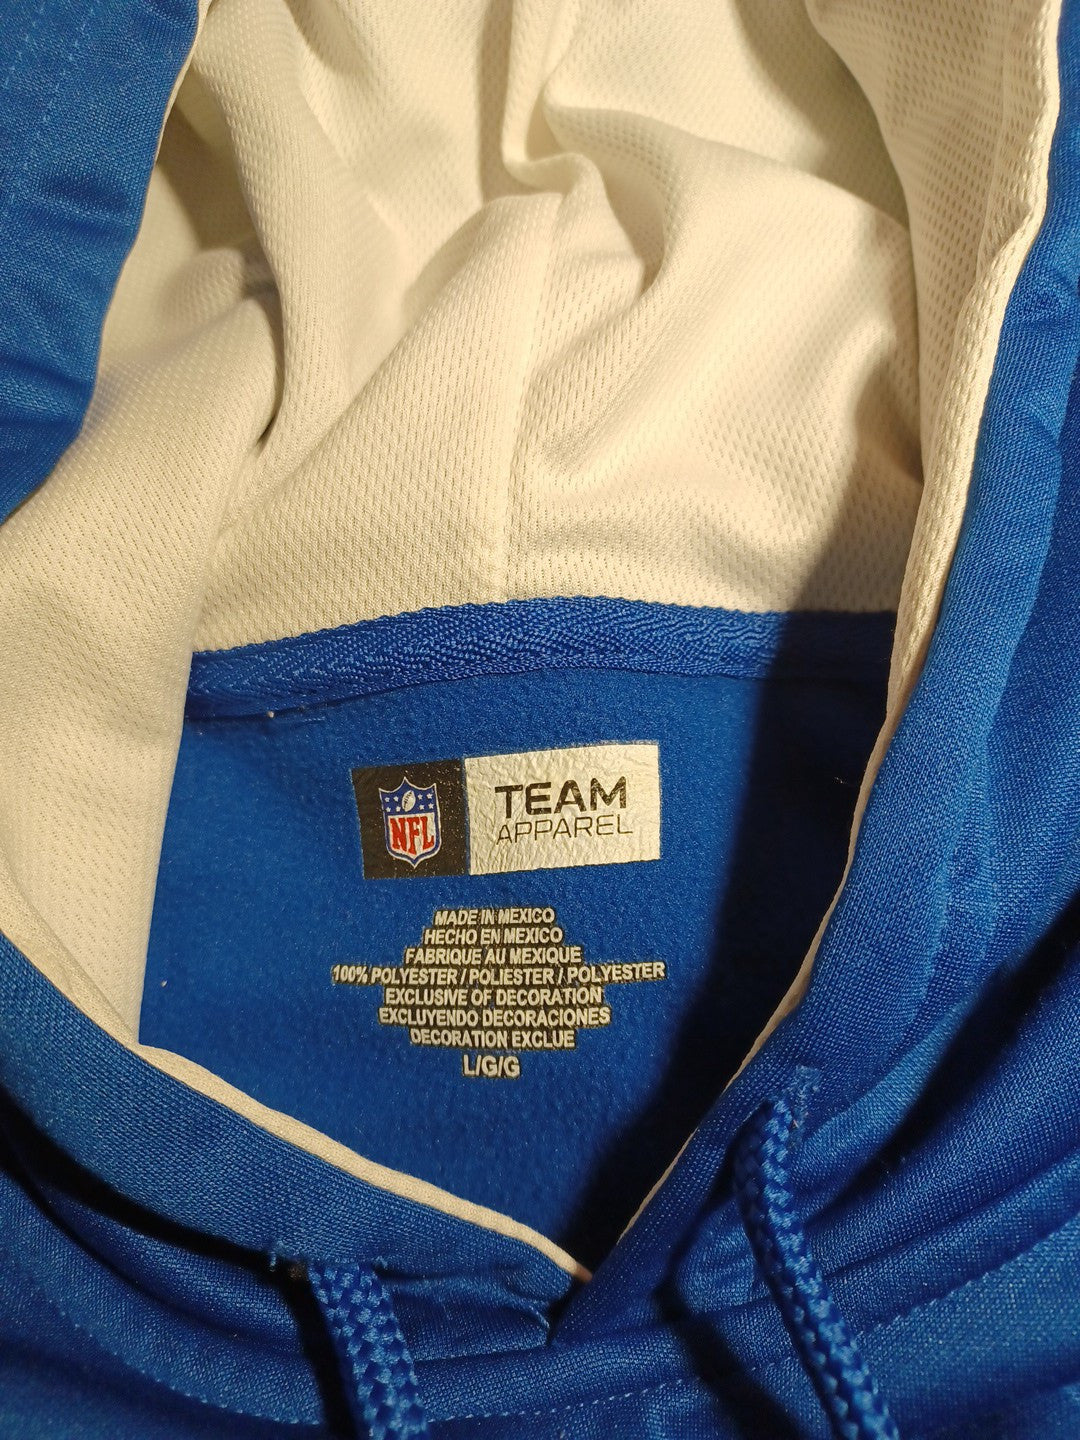 NFL
TEAM
APPAREL
MADE IN MEXICO
HECHO EN MEXICO
FABRIQUE AU MEXIQUE
100% POLYESTER / POLIESTER / POLYESTER
EXCLUSIVE OF DECORATION
EXCLUYENDO DECORACIONES
DECORATION EXCLUE
L/G/G